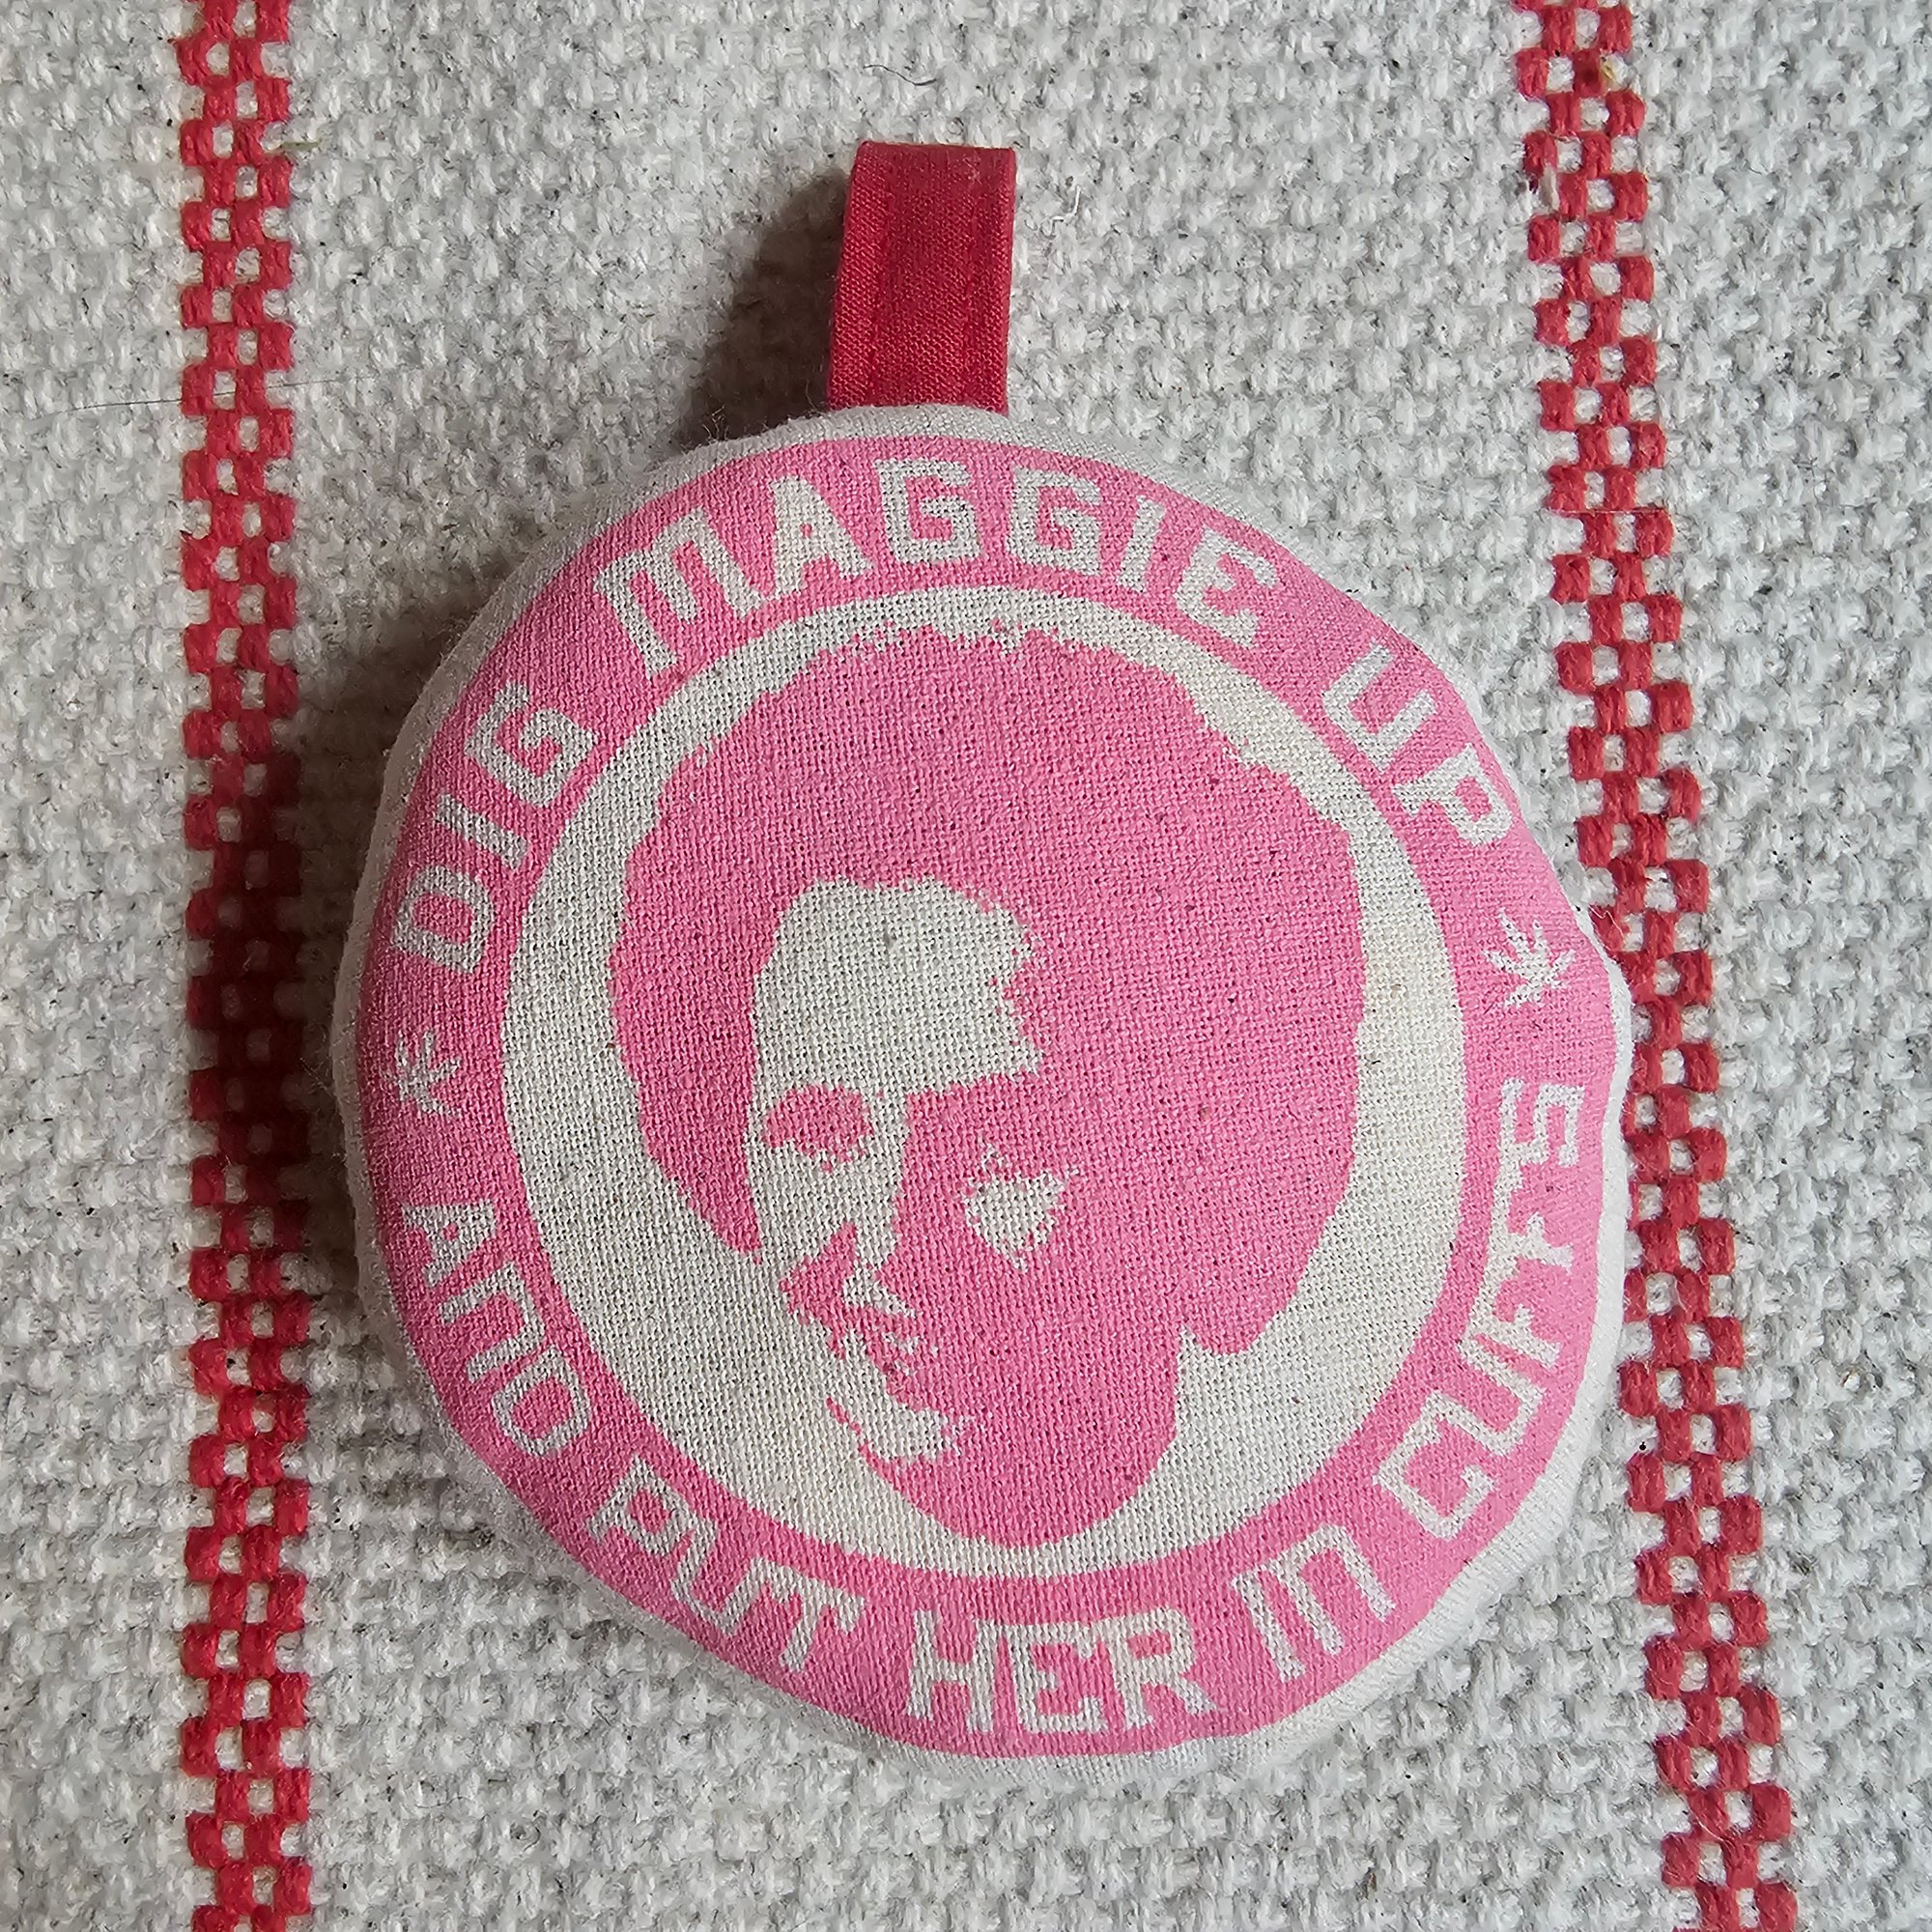 DIG MAGGIE UP
AND PUT HER IN CUFFS